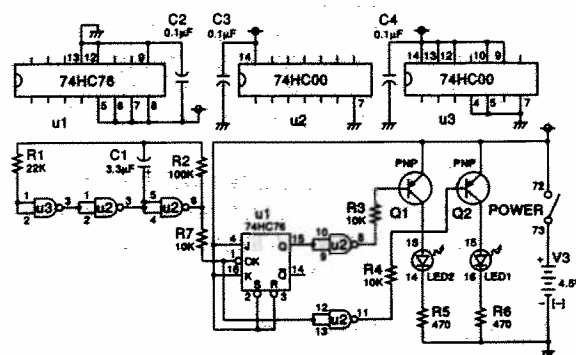 C2
0.1µF
C3
0.1µF
C4
0.1µF
13 12 9
14
14 13 12 10 9
74HC76
74HC00
74HC00
5 6 7 8
7
4 5 7
u1
u2
u3
R1
22K
C1
3.3µF
R2
100K
PNP
PNP
R3
10K
Q1
Q2
POWER
72
73
1
2
u3
3
1
2
u2
3
5
4
u2
6
R7
10K
u1
74HC76
4
J
Q
15
10
9
u2
8
1
CK
16
K
Q
14
S
R
2
3
R4
10K
13
14
LED2
15
16
LED1
V3
4.5
12
13
u2
11
R5
470
R6
470